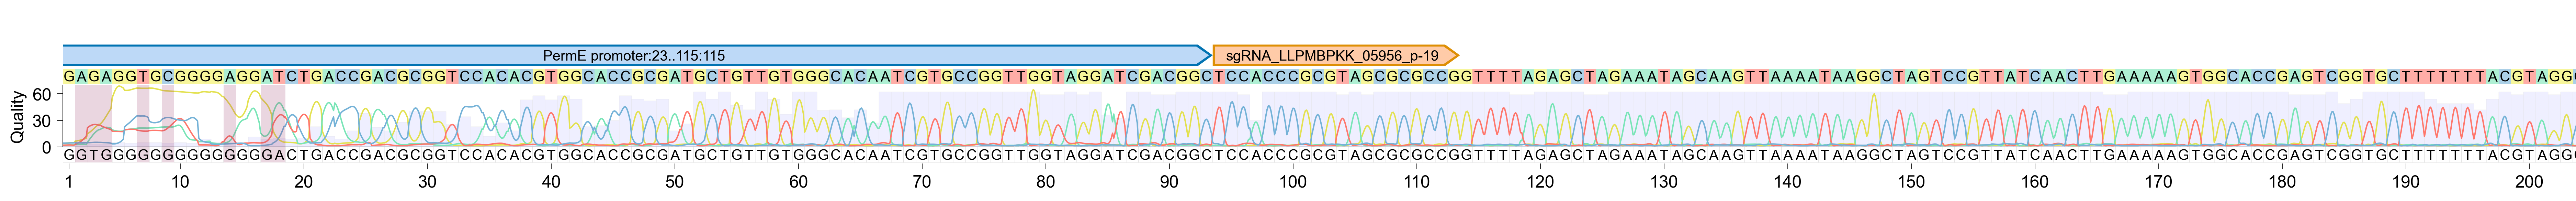 PermE promoter:23..115:115 sgRNA_LLPMBPKK_05956_p-19
GAGAGGTGCGGGGAGGATCTGACCGACGCGGTCCACACGTGGCACCGCGATGCTGTTGTGGGCACAATCGTGCCGGTTGGTAGGATCGACGGCTCCACCCGCGTAGCGCGCCGGTTTTAGAGCTAGAAATAGCAAGTTAAAATAAGGCTAGTCCGTTATCAACTTGAAAAAGTGGCACCGAGTCGGTGCTTTTTTTACGTAGG
Quality
60
30
0
GGTGGGGGGGGGGGGGGACTGACCGACGCGGTCCACACGTGGCACCGCGATGCTGTTGTGGGCACAATCGTGCCGGTTGGTAGGATCGACGGCTCCACCCGCGTAGCGCGCCGGTTTTAGAGCTAGAAATAGCAAGTTAAAATAAGGCTAGTCCGTTATCAACTTGAAAAAGTGGCACCGAGTCGGTGCTTTTTTTACGTAGG
1 10 20 30 40 50 60 70 80 90 100 110 120 130 140 150 160 170 180 190 200